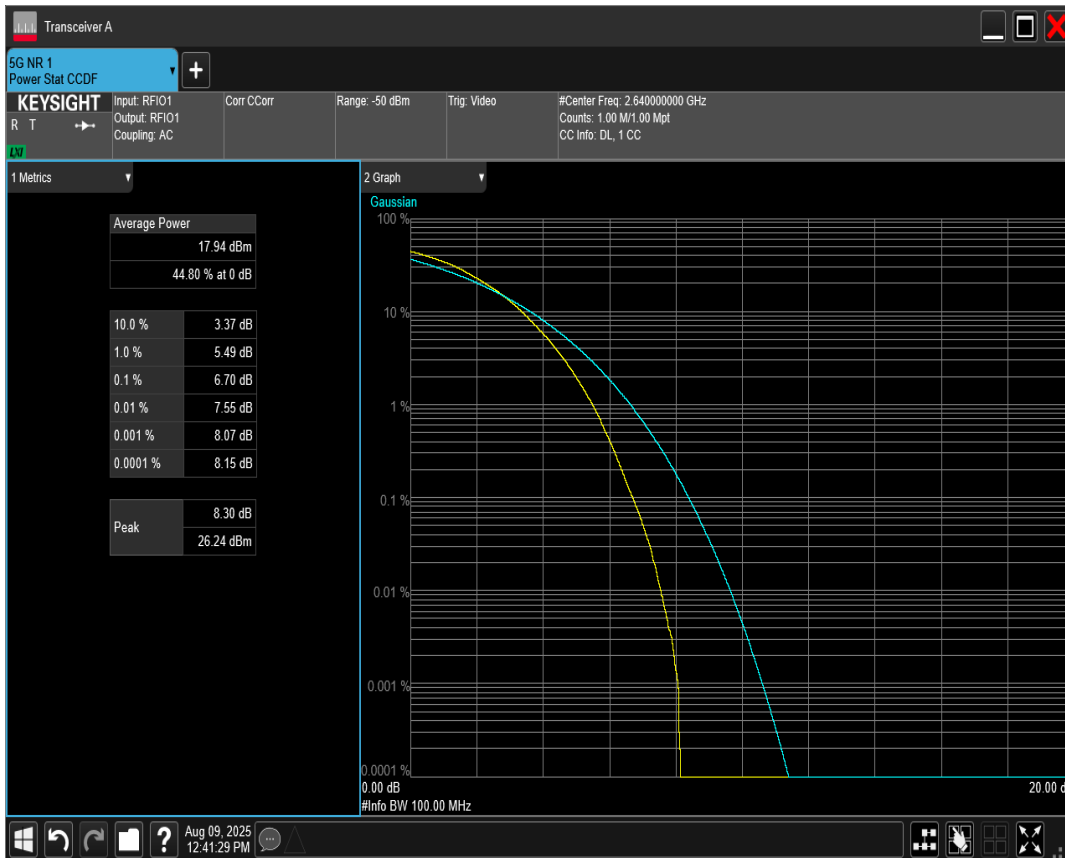 Transceiver A
5G NR 1
Power Stat CCDF
+
KEYSIGHT
R T
LXI
Input: RFIO1
Output: RFIO1
Coupling: AC
Corr CCorr
Range: -50 dBm
Trig: Video
#Center Freq: 2.640000000 GHz
Counts: 1.00 M/1.00 Mpt
CC Info: DL, 1 CC
1 Metrics
Average Power
17.94 dBm
44.80 % at 0 dB
10.0 % 3.37 dB
1.0 % 5.49 dB
0.1 % 6.70 dB
0.01 % 7.55 dB
0.001 % 8.07 dB
0.0001 % 8.15 dB
Peak
8.30 dB
26.24 dBm
2 Graph
Gaussian
100 %
10 %
1 %
0.1 %
0.01 %
0.001 %
0.0001 %
0.00 dB 20.00 d
#Info BW 100.00 MHz
?
Aug 09, 2025
12:41:29 PM